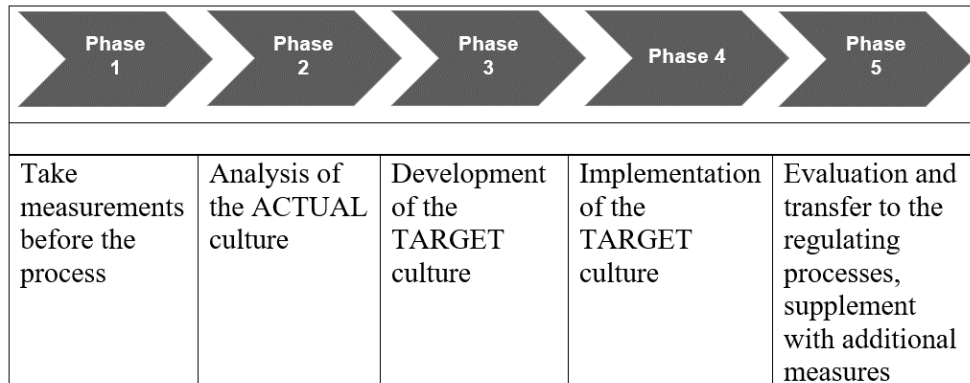 Phase
1
Phase
2
Phase
3
Phase 4
Phase
5
Take
measurements
before the
process
Analysis of
the ACTUAL
culture
Development
of the
TARGET
culture
Implementation
of the
TARGET
culture
Evaluation and
transfer to the
regulating
processes,
supplement
with additional
measures